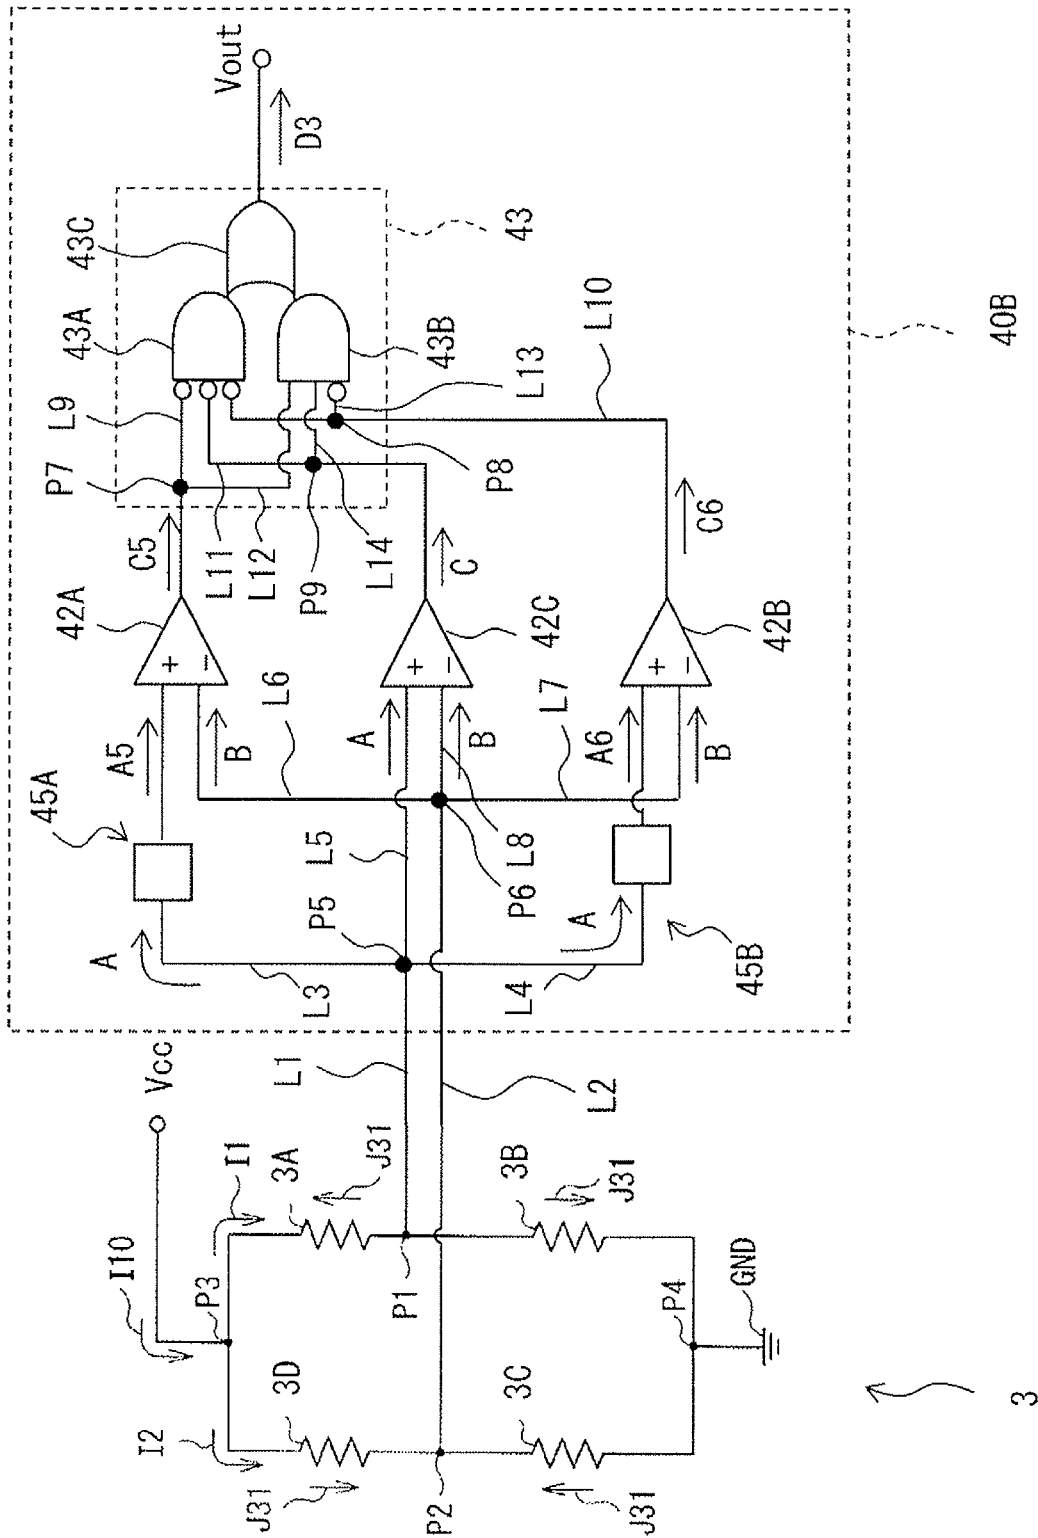 Vout
D3
43C
43
43A
43B
L10
40B
L13
L9
P7
P8
C5
L11
L12
L14
P9
C
C6
42A
42C
42B
+
−
+
−
+
−
L6
L7
A5
B
A
B
A6
B
45A
L5
L8
P6
P5
A
A
L3
L4
45B
Vcc
L1
L2
I10
I1
3A
J31
3B
J31
P3
P1
P4
GND
I2
3D
3C
J31
P2
J31
3